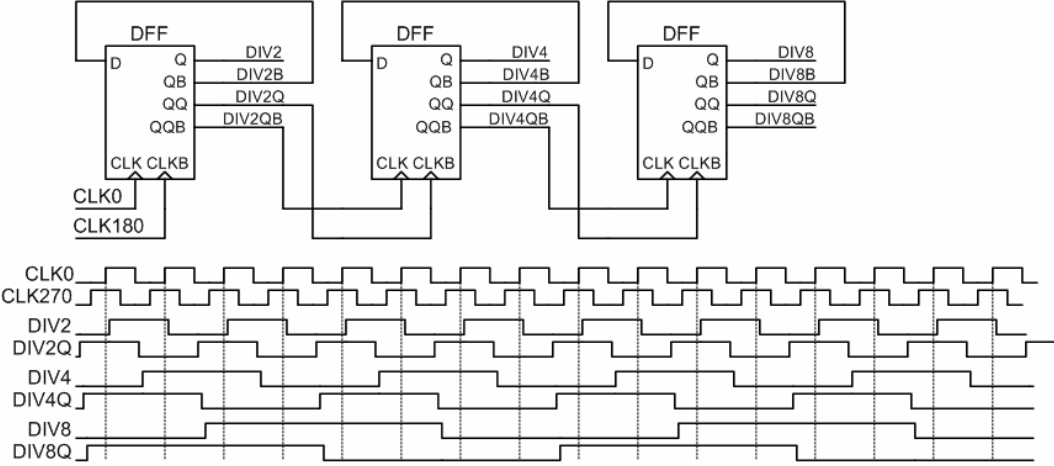 DFF DFF DFF
D Q DIV2 D Q DIV4 D Q DIV8
QB DIV2B QB DIV4B QB DIV8B
QQ DIV2Q QQ DIV4Q QQ DIV8Q
QQB DIV2QB QQB DIV4QB QQB DIV8QB
CLK CLKB CLK CLKB CLK CLKB
CLK0
CLK180
CLK0
CLK270
DIV2
DIV2Q
DIV4
DIV4Q
DIV8
DIV8Q